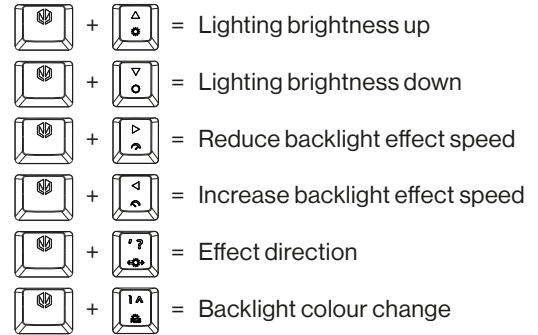 + = Lighting brightness up
+ = Lighting brightness down
+ = Reduce backlight effect speed
+ = Increase backlight effect speed
+ ' ? = Effect direction
+ = Backlight colour change